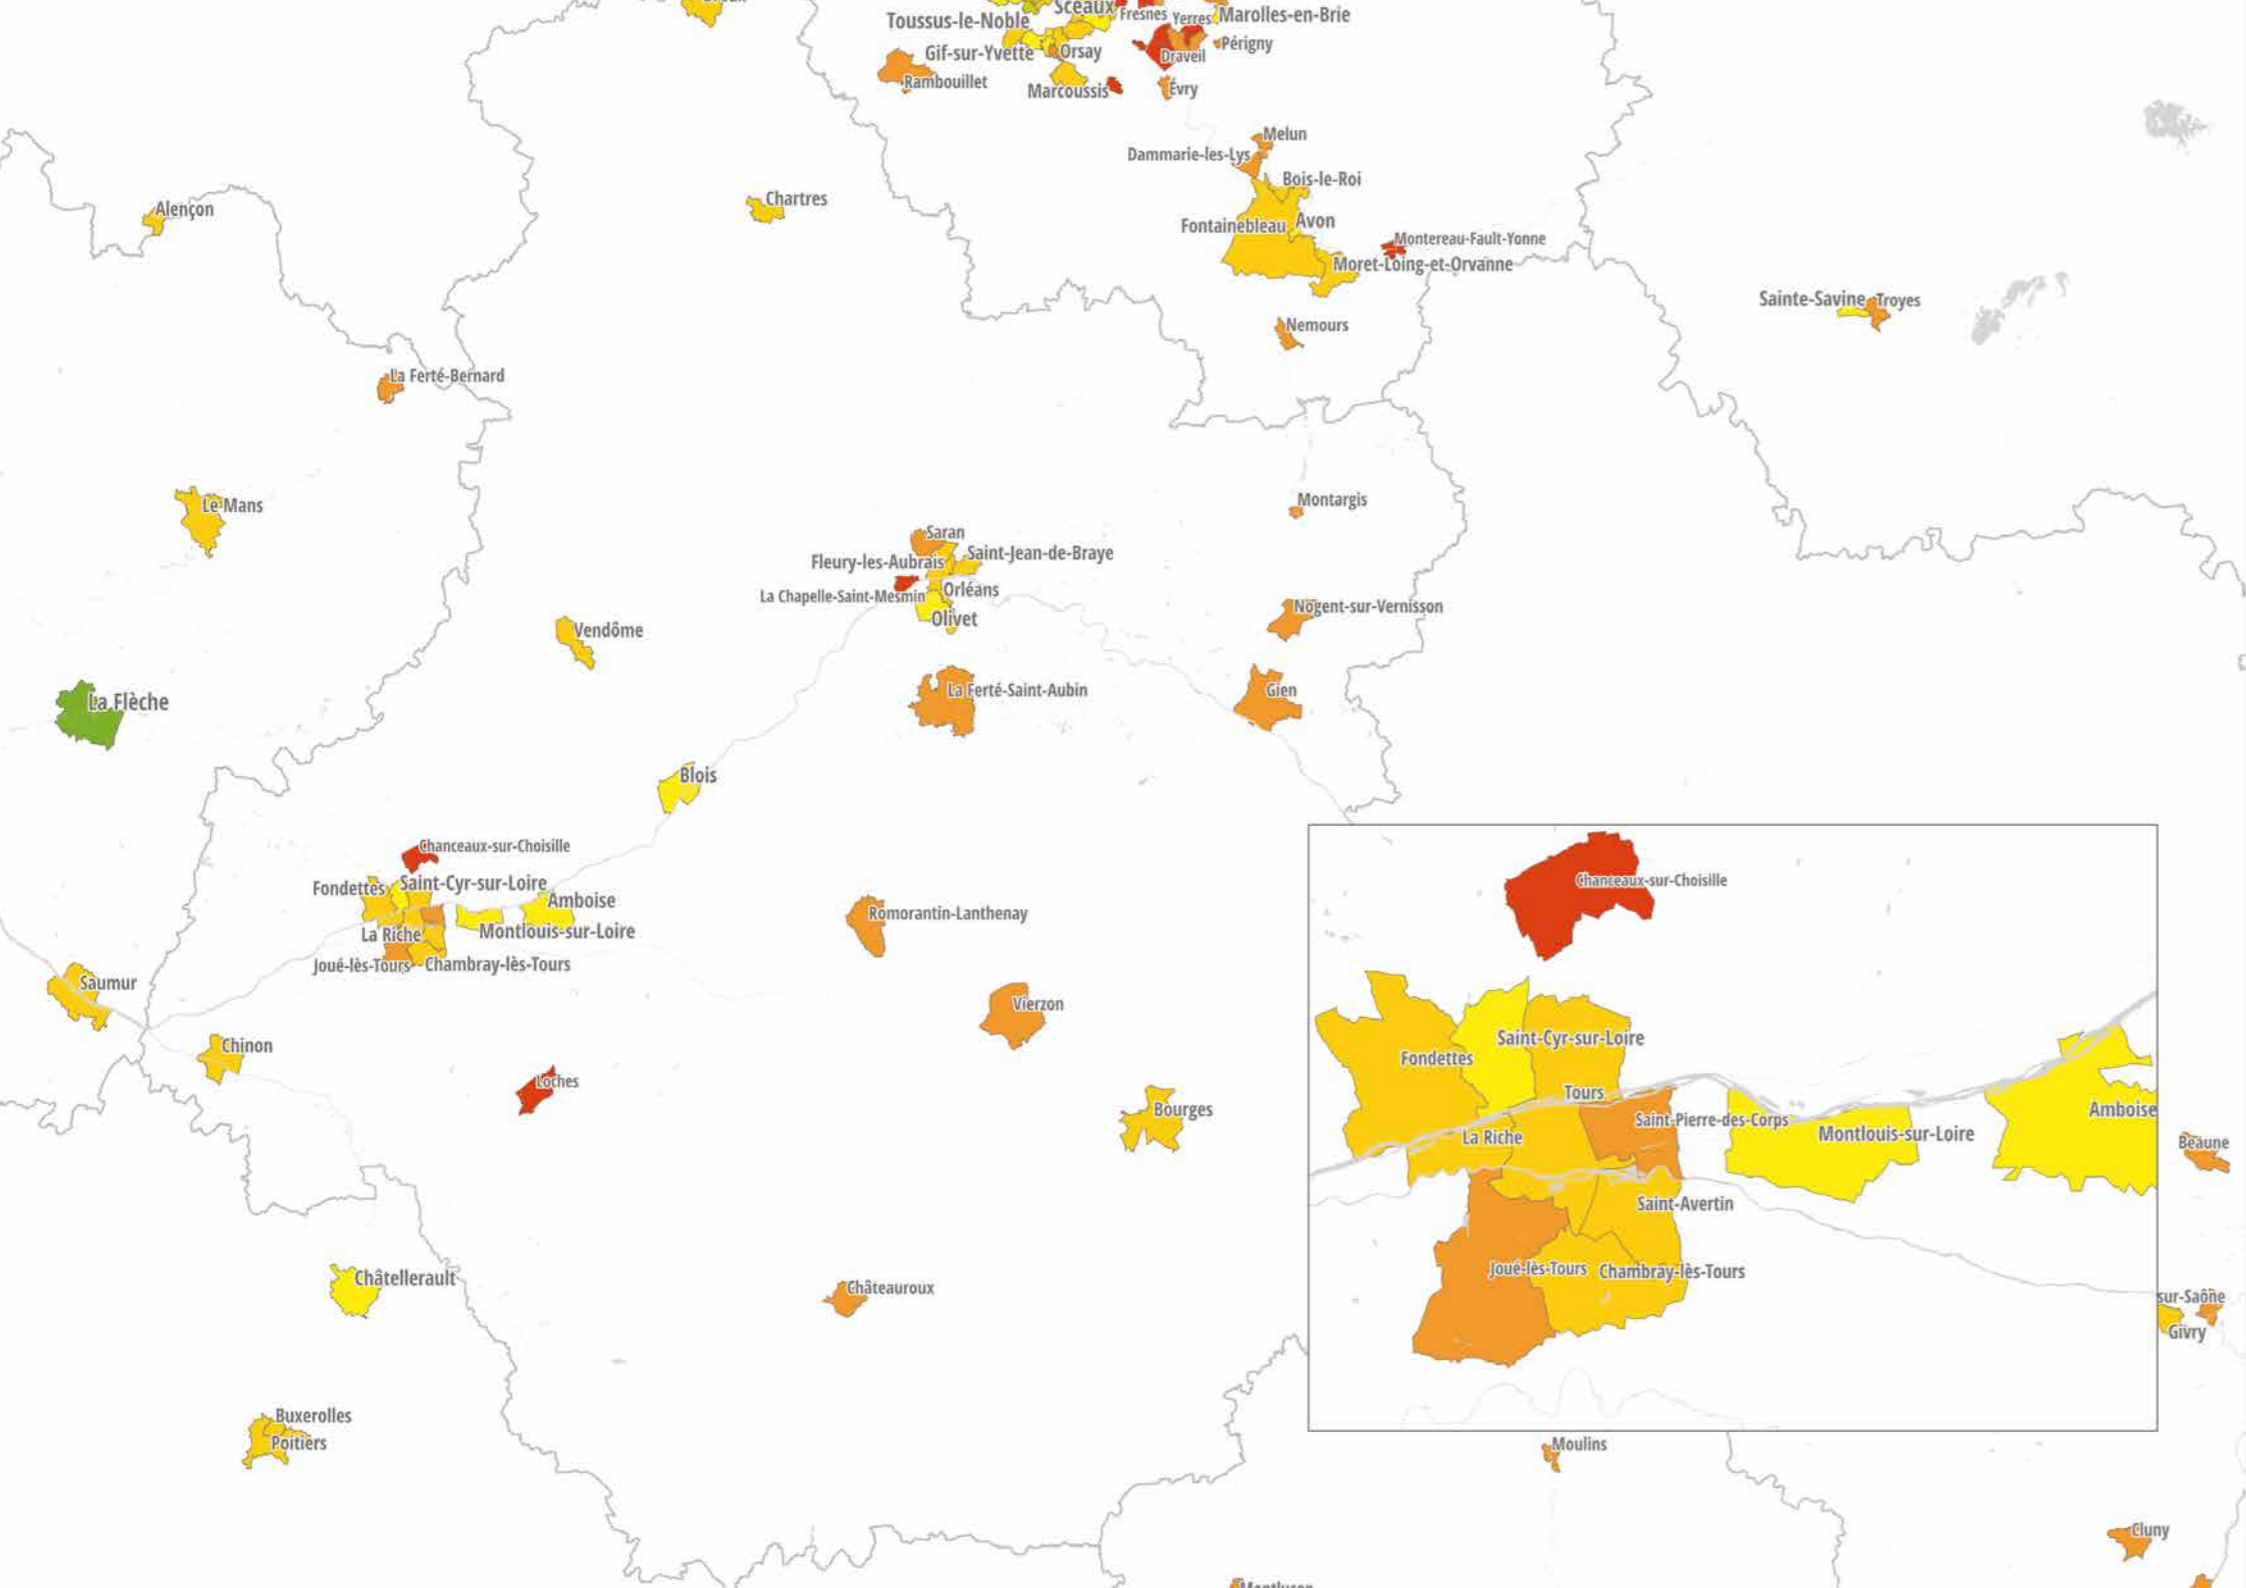 Sceaux
Fresnes
Yerres
Marolles-en-Brie
Toussus-le-Noble
Gif-sur-Yvette
Orsay
Draveil
Périgny
Rambouillet
Marcoussis
Évry
Melun
Dammarie-les-Lys
Bois-le-Roi
Chartres
Alençon
Fontainebleau
Avon
Montereau-Fault-Yonne
Moret-Loing-et-Orvanne
Sainte-Savine
Troyes
Nemours
La Ferté-Bernard
Le Mans
Montargis
Saran
Saint-Jean-de-Braye
Fleury-les-Aubrais
La Chapelle-Saint-Mesmin
Orléans
Olivet
Nogent-sur-Vernisson
Vendôme
La Ferté-Saint-Aubin
Gien
La Flèche
Blois
Chanceaux-sur-Choisille
Fondettes
Saint-Cyr-sur-Loire
Amboise
La Riche
Montlouis-sur-Loire
Joué-lès-Tours
Chambray-lès-Tours
Romorantin-Lanthenay
Saumur
Vierzon
Chinon
Loches
Bourges
Chanceaux-sur-Choisille
Saint-Cyr-sur-Loire
Fondettes
Tours
Saint-Pierre-des-Corps
La Riche
Montlouis-sur-Loire
Amboise
Saint-Avertin
Joué-lès-Tours
Chambray-lès-Tours
Beaune
sur-Saône
Givry
Châtellerault
Châteauroux
Buxerolles
Poitiers
Moulins
Cluny